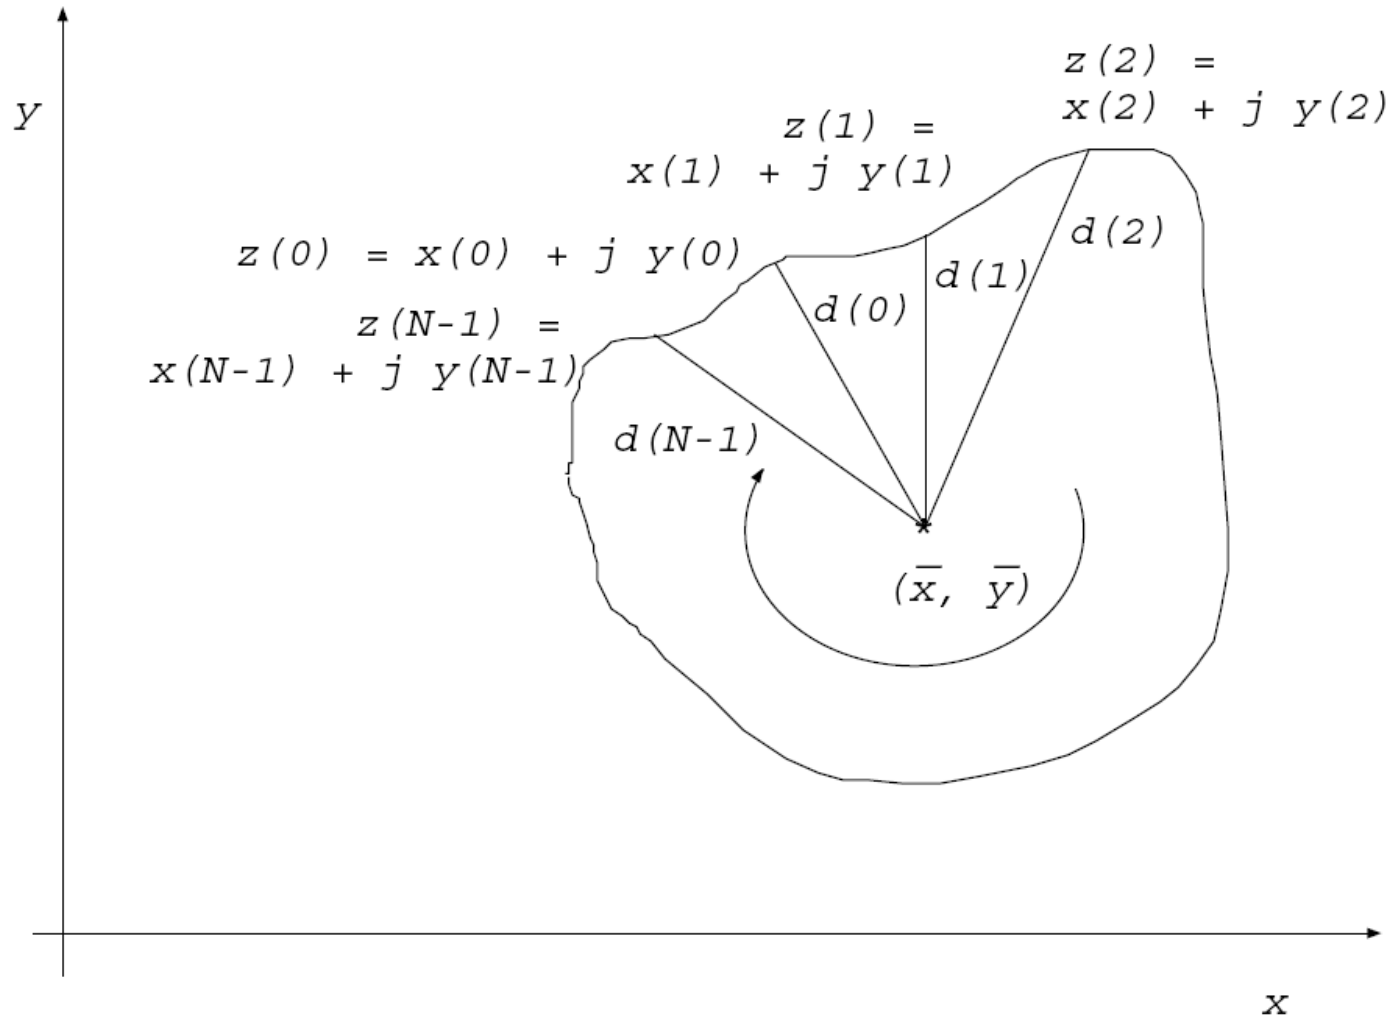 y
z(2) =
x(2) + j y(2)
z(1) =
x(1) + j y(1)
d(2)
z(0) = x(0) + j y(0)
d(1)
d(0)
z(N-1) =
x(N-1) + j y(N-1)
d(N-1)
*
(x̅, y̅)
x